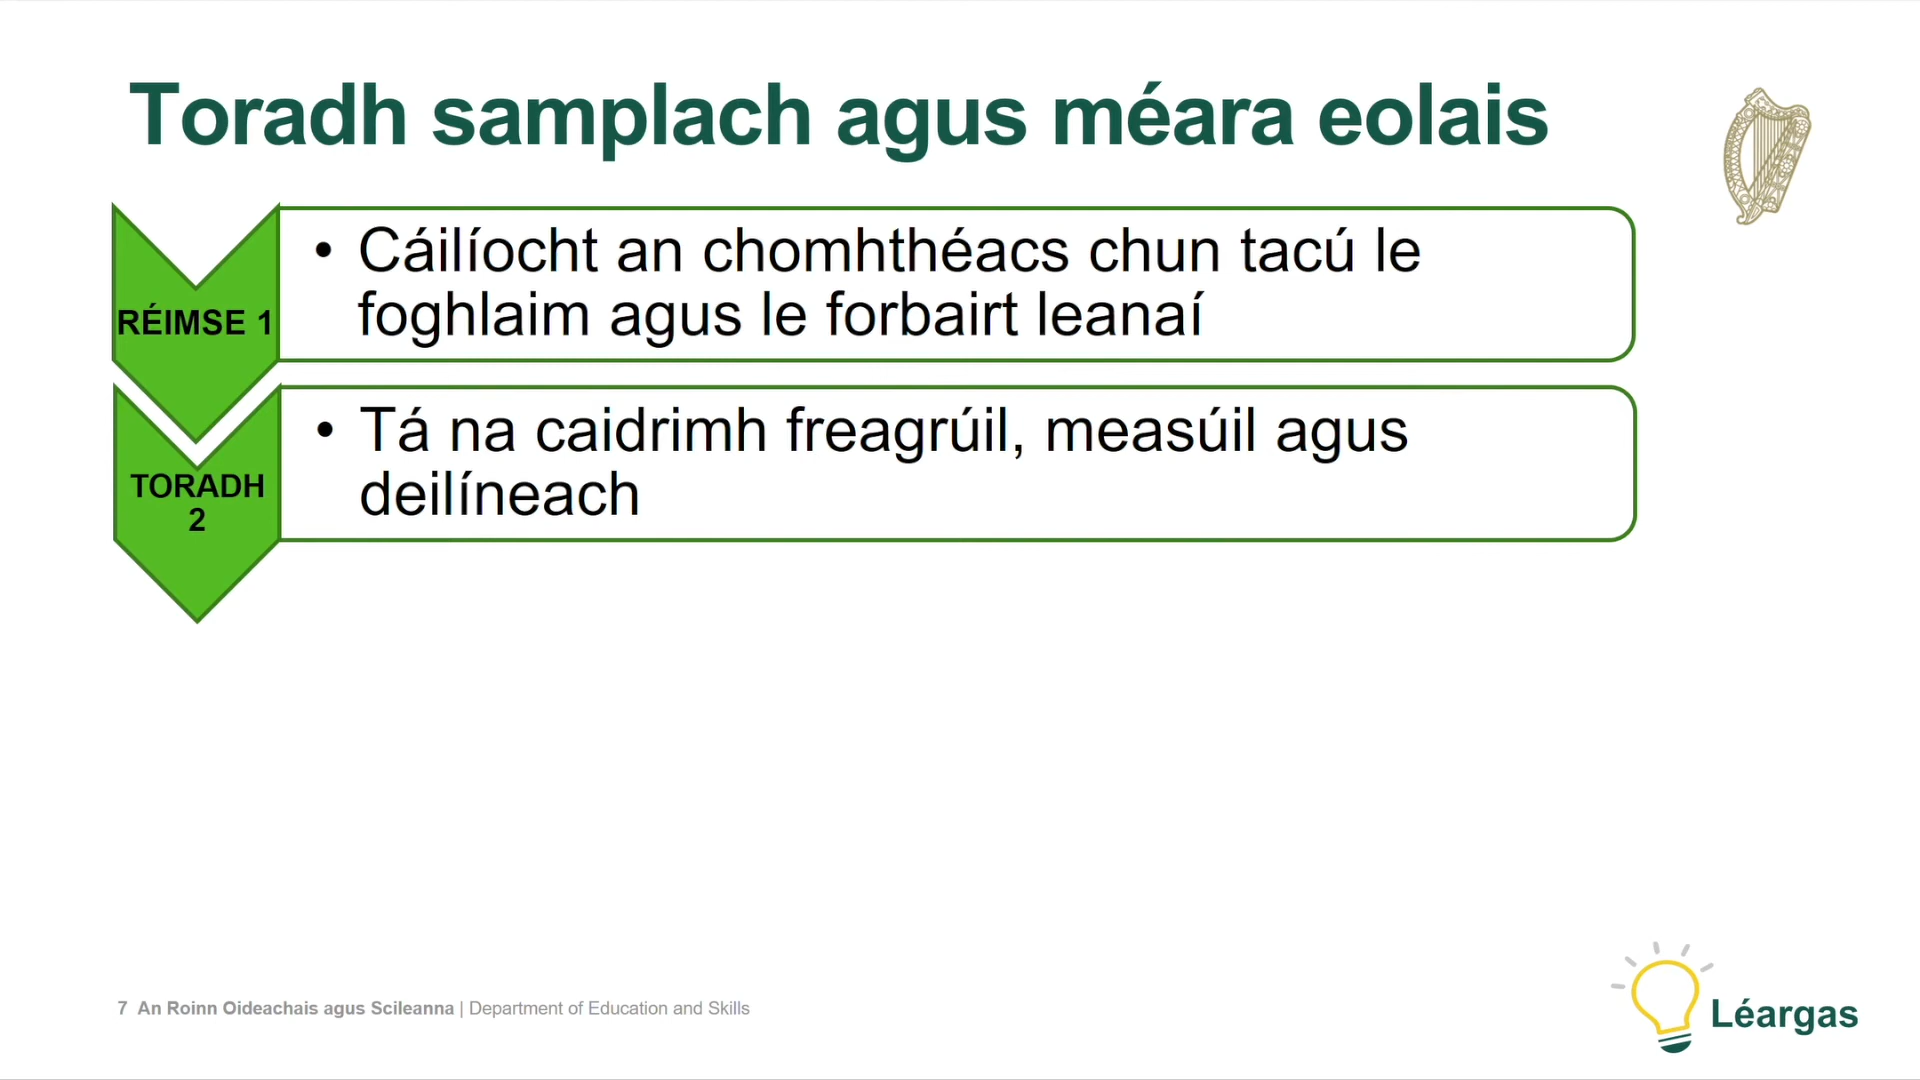 Toradh samplach agus méara eolais
RÉIMSE 1
• Cáilíocht an chomhthéacs chun tacú le
foghlaim agus le forbairt leanaí
TORADH
2
• Tá na caidrimh freagrúil, measúil agus
deilíneach
7 An Roinn Oideachais agus Scileanna | Department of Education and Skills
Léargas